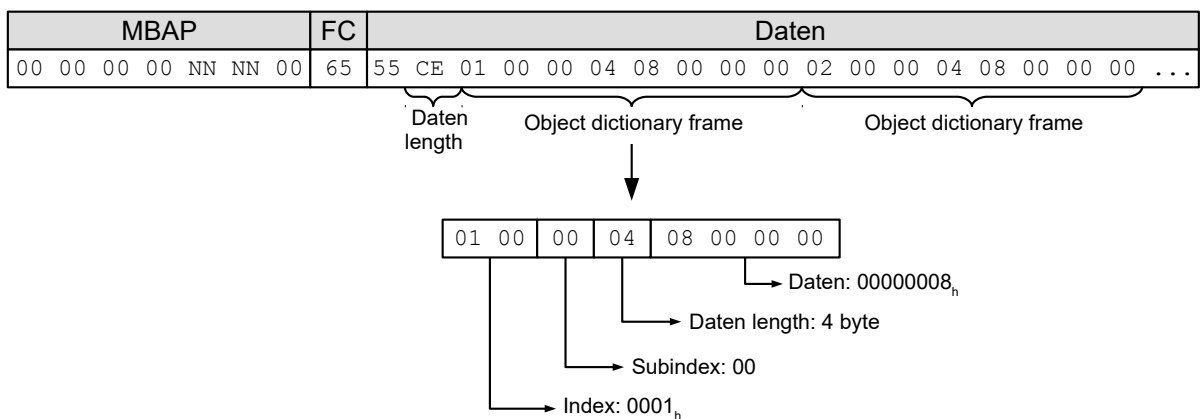 MBAP FC Daten
00 00 00 00 NN NN 00 65 55 CE 01 00 00 04 08 00 00 00 02 00 00 04 08 00 00 00 ...
Daten length
Object dictionary frame
Object dictionary frame
01 00 00 04 08 00 00 00
Daten: 00000008h
Daten length: 4 byte
Subindex: 00
Index: 0001h